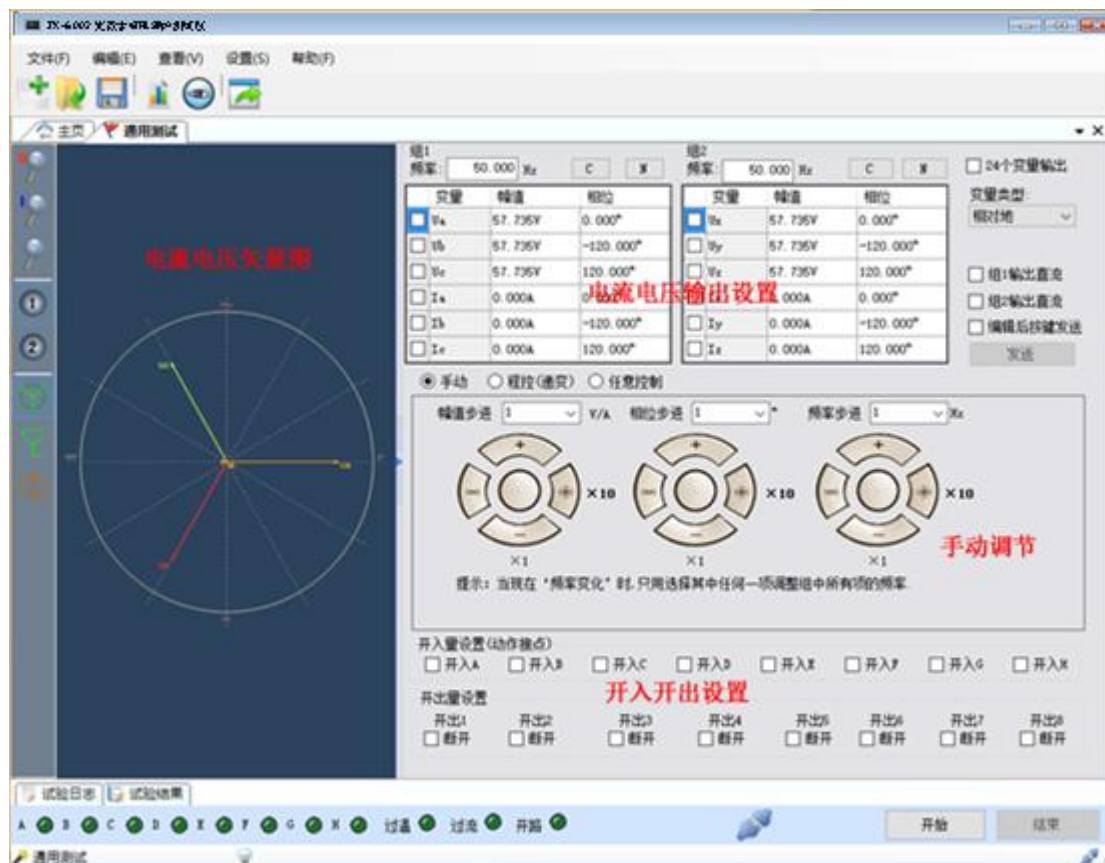 文件(F) 编辑(E) 查看(V) 设置(S) 帮助(F)
主页 通用测试
组1 组2
频率: 50.000 Hz C N 频率: 50.000 Hz C N 24个变量输出
变量 幅值 相位 变量 幅值 相位 变量类型:
Ua 57.735V 0.000° Ux 57.735V 0.000° 相对地
Ub 57.735V -120.000° Uy 57.735V -120.000°
电流电压矢量图
Uc 57.735V 120.000° Uz 57.735V 120.000° 组1输出直流
电流电压输出设置
Ia 0.000A 0.000A 0.000° 组2输出直流
Ib 0.000A -120.000° Iy 0.000A -120.000° 编辑后按键发送
Ic 0.000A 120.000° Iz 0.000A 120.000° 发送
手动 程控(递变) 任意控制
幅值步进 1 V/A 相位步进 1 ° 频率步进 1 Hz
×10 ×10 ×10
×1 ×1 ×1
手动调节
提示: 当现在“频率变化”时,只用选择其中任何一项调整组中所有项的频率.
开入量设置(动作接点)
开入A 开入B 开入C 开入D 开入E 开入F 开入G 开入H
开入开出设置
开出量设置
开出1 开出2 开出3 开出4 开出5 开出6 开出7 开出8
断开 断开 断开 断开 断开 断开 断开 断开
试验日志 试验结果
A B C D E F G H 过温 过流 开路 开始 结束
通用测试